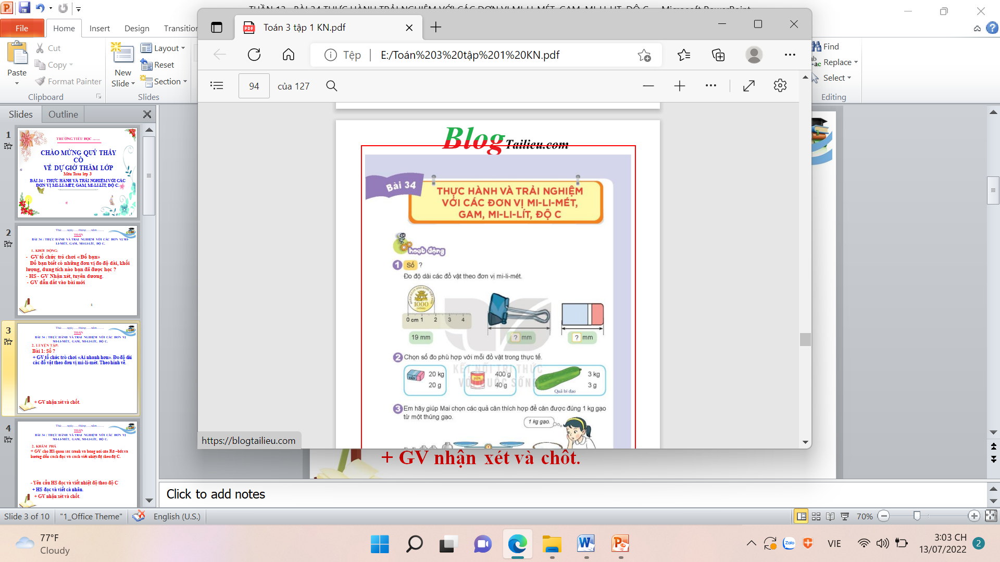 TUẦN 12 - BÀI 34 THỰC HÀNH TRẢI NGHIỆM VỚI CÁC ĐƠN VỊ MI-LI-MÉT, GAM, MI-LI-LIT, ĐỘ C - Microsoft PowerPoint
File
Home
Insert
Design
Transition
Paste
Cut
Copy
Format Painter
Clipboard
New
Slide
Layout
Reset
Section
Slides
Find
Replace
Select
Editing
Toán 3 tập 1 KN.pdf
Tệp
E:/Toán%203%20tập%201%20KN.pdf
94
của 127
Slides
Outline
1
TRƯỜNG TIỂU HỌC ......
CHÀO MỪNG QUÝ THẦY
CÔ
VỀ DỰ GIỜ THĂM LỚP
Môn Toán lớp 3
BÀI 34 : THỰC HÀNH VÀ TRẢI NGHIỆM VỚI CÁC
ĐƠN VỊ MI-LI-MÉT, GAM, MI-LI-LÍT, ĐỘ C.
2
TOÁN
BÀI 34 : THỰC HÀNH VÀ TRẢI NGHIỆM VỚI CÁC ĐƠN VỊ MI-
LI-MÉT, GAM, MI-LI-LÍT, ĐỘ C.
1. KHỞI ĐỘNG:
- GV tổ chức trò chơi « Đố bạn»
Đố bạn biết có những đơn vị đo độ dài, khối
lượng, dung tích nào bạn đã được học ?
- HS - GV Nhận xét, tuyên dương.
- GV dẫn dắt vào bài mới
1
3
TOÁN
BÀI 34 : THỰC HÀNH VÀ TRẢI NGHIỆM VỚI CÁC ĐƠN VỊ
MI-LI-MÉT, GAM, MI-LI-LÍT, ĐỘ C.
2. LUYỆN TẬP:
Bài 1: Số ?
+ GV tổ chức trò chơi «Ai nhanh hơn». Đo độ dài
các đồ vật theo đơn vị mi-li-mét. Theo hình vẽ.
+ GV nhận xét và chốt.
4
TOÁN
BÀI 34 : THỰC HÀNH VÀ TRẢI NGHIỆM VỚI CÁC ĐƠN VỊ
MI-LI-MÉT, GAM, MI-LI-LÍT, ĐỘ C.
2. KHÁM PHÁ
+ GV cho HS quan sát tranh và bóng nói của Rô –bốt và
hướng dẫn cách đọc và cách viết nhiệt độ theo độ C.
- Yêu cầu HS đọc và viết nhiệt độ theo độ C
+ HS đọc và viết cá nhân.
+ GV nhận xét và chốt.
Blog Tailieu.com
Bài 34
THỰC HÀNH VÀ TRẢI NGHIỆM
VỚI CÁC ĐƠN VỊ MI-LI-MÉT,
GAM, MI-LI-LÍT, ĐỘ C
hoạt động
1 Số ?
Đo độ dài các đồ vật theo đơn vị mi-li-mét.
1000
0 cm 1 2 3 4
19 mm
? mm
? mm
2 Chọn số đo phù hợp với mỗi đồ vật trong thực tế.
KẾT NỐI TRI THỨC
VỚI CUỘC SỐNG
TẨY
20 kg
20 g
SỮA
400 g
40 g
Quả bí đao
3 kg
3 g
3 Em hãy giúp Mai chọn các quả cân thích hợp để cân được đúng 1 kg gạo
từ một thúng gạo.
1 kg gạo.
https://blogtailieu.com
+ GV nhận xét và chốt.
Click to add notes
Slide 3 of 10
"1_Office Theme"
English (U.S.)
70%
77°F
Cloudy
Zalo
VIE
3:03 CH
13/07/2022
2